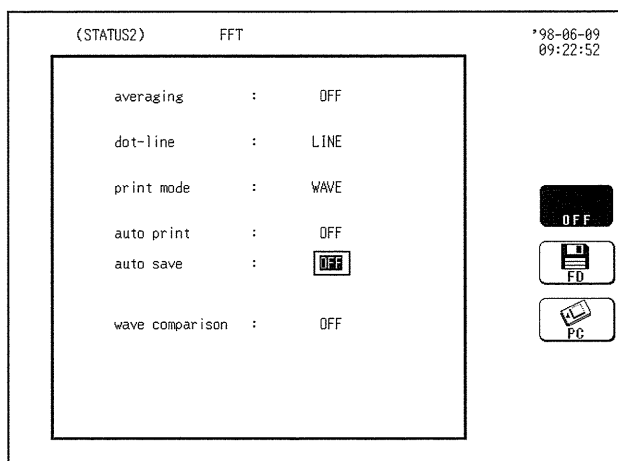 (STATUS2) FFT '98-06-09
09:22:52
averaging : OFF
dot-line : LINE
print mode : WAVE
auto print : OFF
auto save : OFF
wave comparison : OFF
OFF
FD
PC